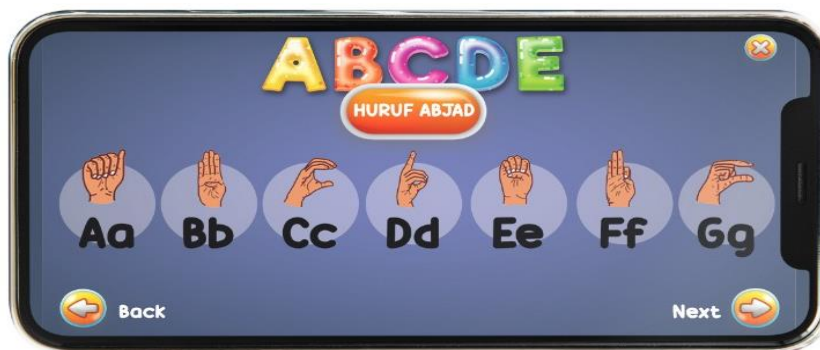 ABCDE
HURUF ABJAD
Aa Bb Cc Dd Ee Ff Gg
Back
Next